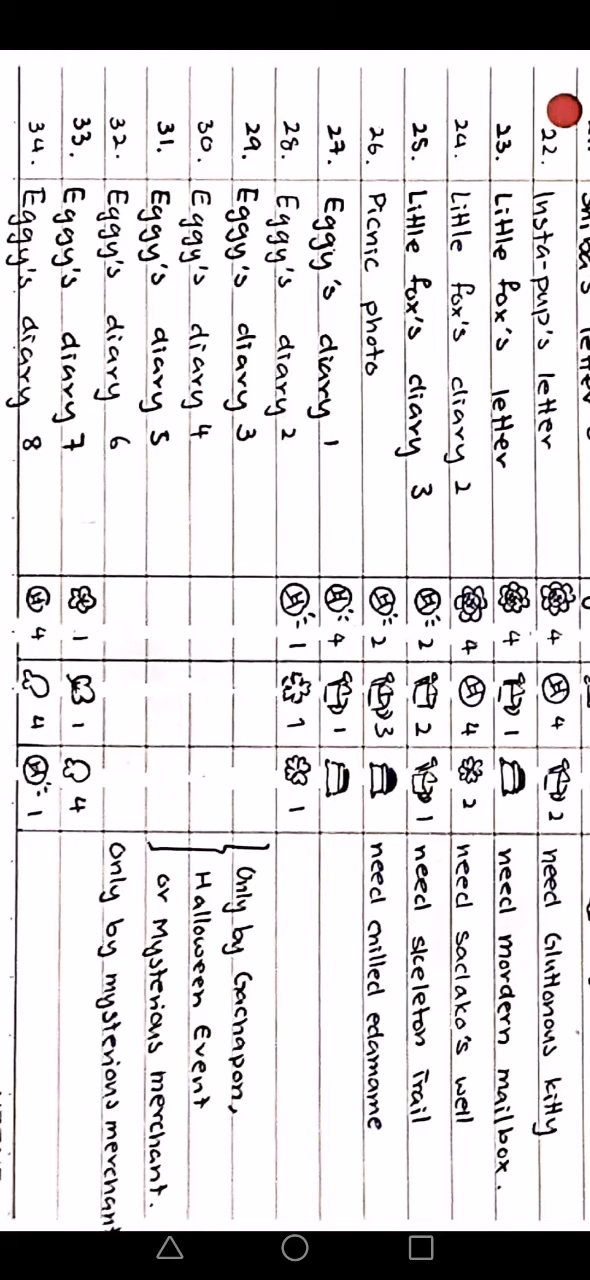 22. Insta-pup's letter 4 4 2 need Gluttonous kitty
23. Little fox's letter 4 1 need mordern mailbox.
24. Little fox's diary 2 4 4 2 need Sadako's well
25. Little fox's diary 3 2 2 1 need skeleton Trail
26. Picnic photo 2 3 need chilled edamame
27. Eggy's diary 1 4 1
28. Eggy's diary 2 1 1 1
29. Eggy's diary 3 Only by Gachapon,
30. Eggy's diary 4 Halloween Event
31. Eggy's diary 5 or Mysterious merchant.
32. Eggy's diary 6 only by mysterious merchant
33. Eggy's diary 7 1 1 4
34. Eggy's diary 8 4 4 1